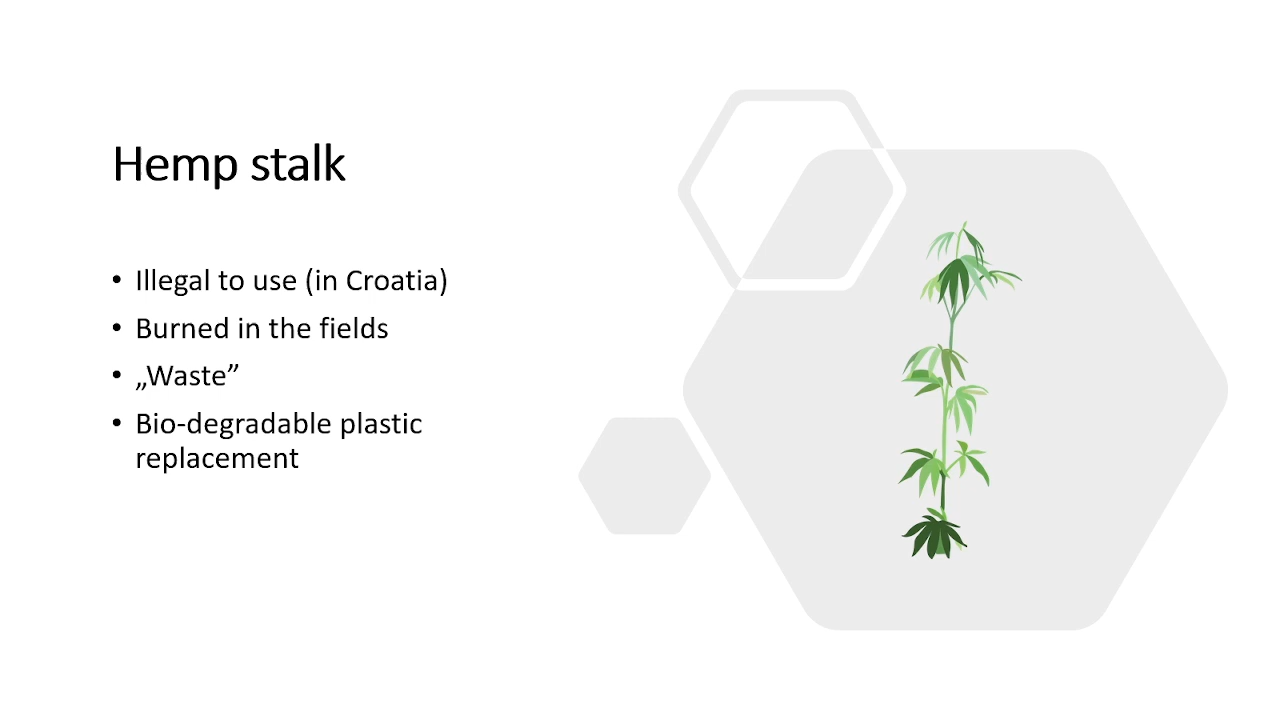 Hemp stalk
• Illegal to use (in Croatia)
• Burned in the fields
• „Waste”
• Bio-degradable plastic
replacement